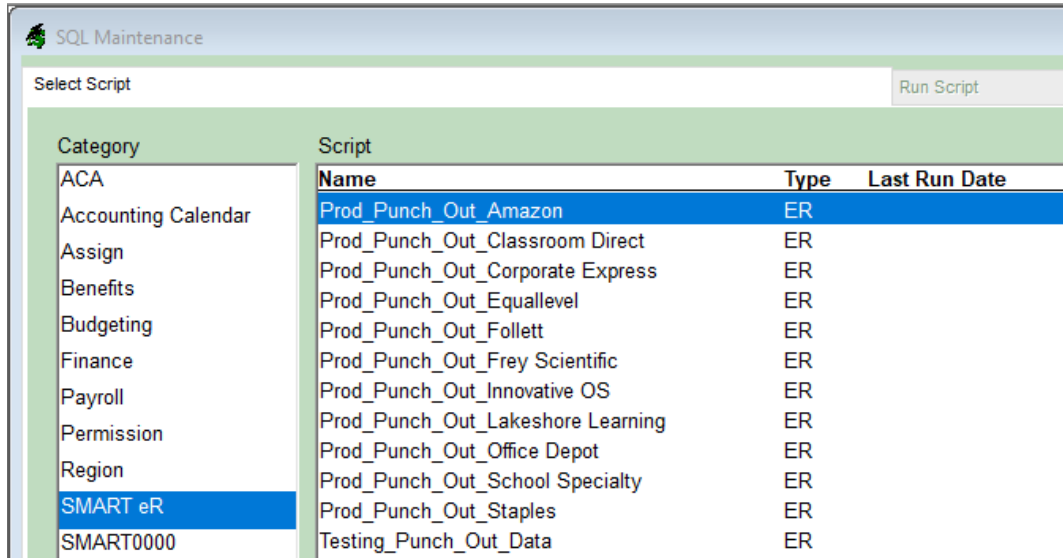 SQL Maintenance
Select Script
Run Script
Category
ACA
Accounting Calendar
Assign
Benefits
Budgeting
Finance
Payroll
Permission
Region
SMART eR
SMART0000
Script
Name Type Last Run Date
Prod_Punch_Out_Amazon ER
Prod_Punch_Out_Classroom Direct ER
Prod_Punch_Out_Corporate Express ER
Prod_Punch_Out_Equallevel ER
Prod_Punch_Out_Follett ER
Prod_Punch_Out_Frey Scientific ER
Prod_Punch_Out_Innovative OS ER
Prod_Punch_Out_Lakeshore Learning ER
Prod_Punch_Out_Office Depot ER
Prod_Punch_Out_School Specialty ER
Prod_Punch_Out_Staples ER
Testing_Punch_Out_Data ER